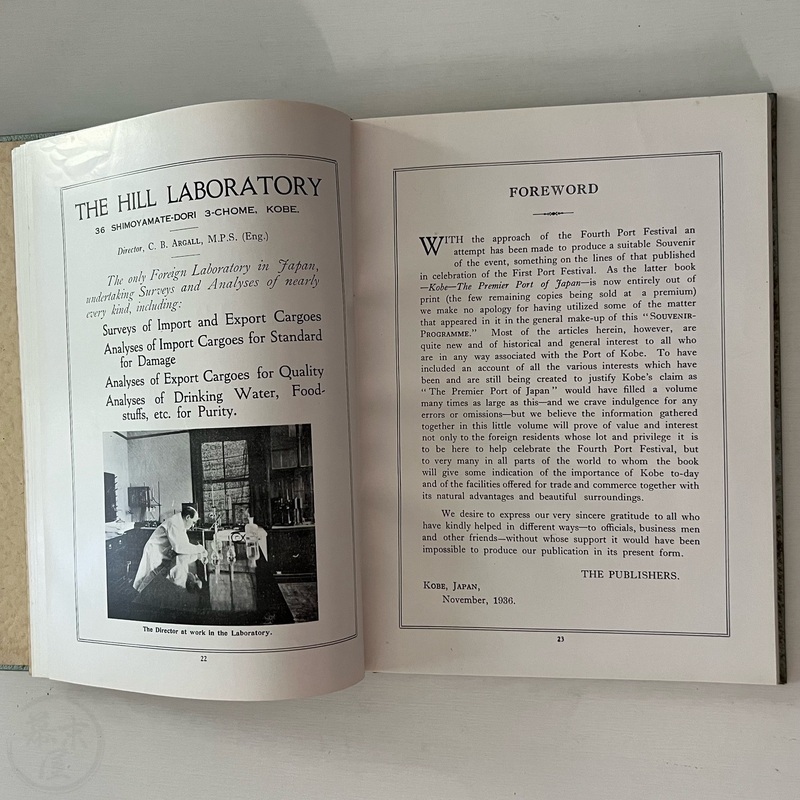 THE HILL LABORATORY
36 SHIMOYAMATE-DORI 3-CHOME, KOBE.
Director, C. B. ARGALL, M.P.S. (Eng.)
The only Foreign Laboratory in Japan,
undertaking Surveys and Analyses of nearly
every kind, including:
Surveys of Import and Export Cargoes
Analyses of Import Cargoes for Standard
for Damage
Analyses of Export Cargoes for Quality
Analyses of Drinking Water, Food-
stuffs, etc. for Purity.
The Director at work in the Laboratory.
22
FOREWORD
WITH the approach of the Fourth Port Festival an
attempt has been made to produce a suitable Souvenir
of the event, something on the lines of that published
in celebration of the First Port Festival. As the latter book
—Kobe—The Premier Port of Japan—is now entirely out of
print (the few remaining copies being sold at a premium)
we make no apology for having utilized some of the matter
that appeared in it in the general make-up of this "SOUVENIR-
PROGRAMME." Most of the articles herein, however, are
quite new and of historical and general interest to all who
are in any way associated with the Port of Kobe. To have
included an account of all the various interests which have
been and are still being created to justify Kobe's claim as
"The Premier Port of Japan" would have filled a volume
many times as large as this—and we crave indulgence for any
errors or omissions—but we believe the information gathered
together in this little volume will prove of value and interest
not only to the foreign residents whose lot and privilege it is
to be here to help celebrate the Fourth Port Festival, but
to very many in all parts of the world to whom the book
will give some indication of the importance of Kobe to-day
and of the facilities offered for trade and commerce together with
its natural advantages and beautiful surroundings.
We desire to express our very sincere gratitude to all who
have kindly helped in different ways—to officials, business men
and other friends—without whose support it would have been
impossible to produce our publication in its present form.
THE PUBLISHERS.
KOBE, JAPAN,
November, 1936.
23
幕末屋